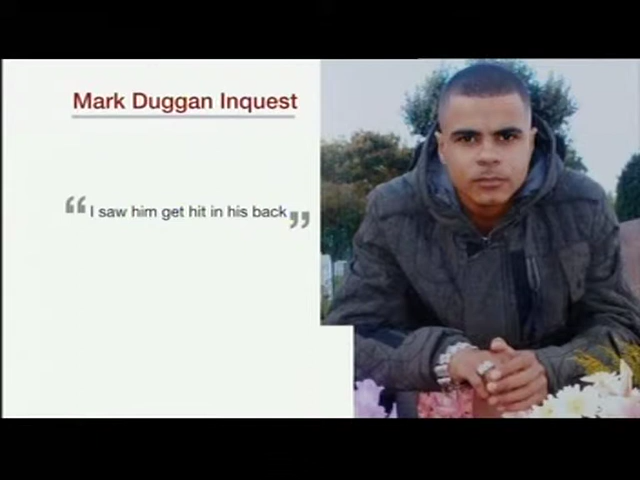 Mark Duggan Inquest
“ I saw him get hit in his back ”